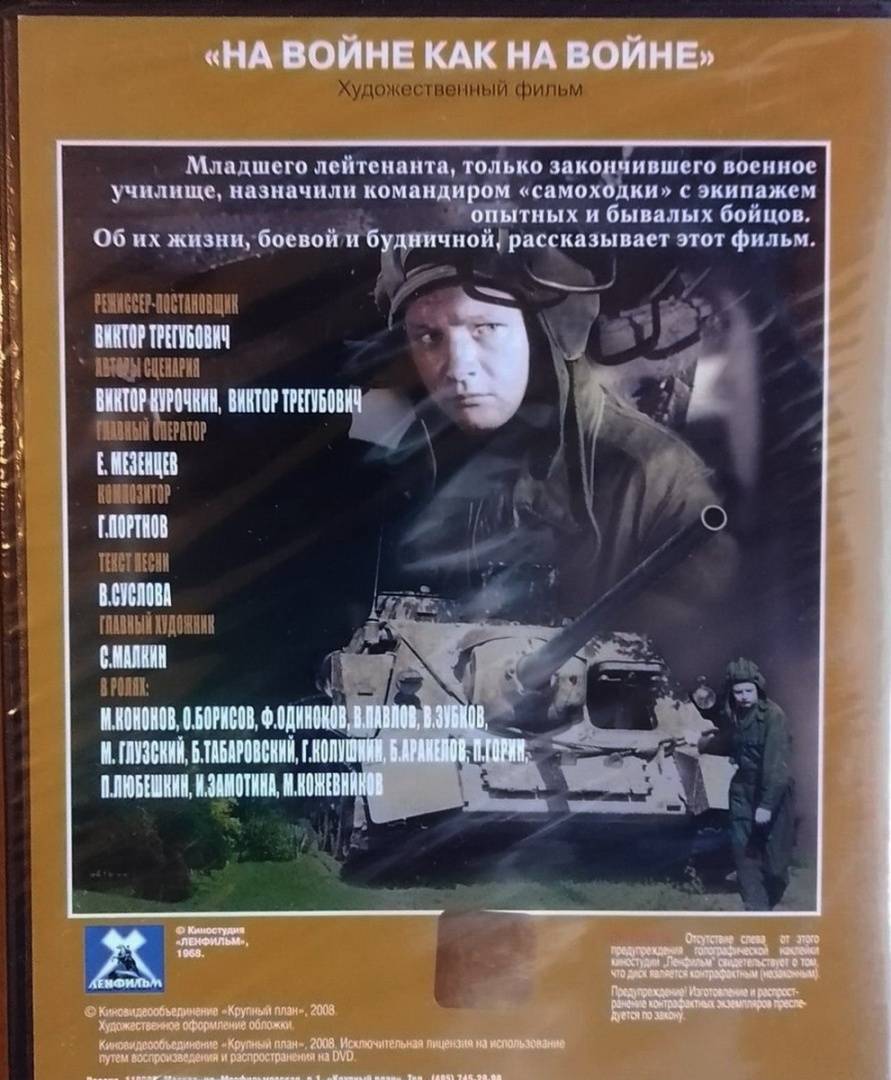 «НА ВОЙНЕ КАК НА ВОЙНЕ»
Художественный фильм
Младшего лейтенанта, только закончившего военное
училище, назначили командиром «самоходки» с экипажем
опытных и бывалых бойцов.
Об их жизни, боевой и будничной, рассказывает этот фильм.
РЕЖИССЕР-ПОСТАНОВЩИК
ВИКТОР ТРЕГУБОВИЧ
АВТОРЫ СЦЕНАРИЯ
ВИКТОР КУРОЧКИН, ВИКТОР ТРЕГУБОВИЧ
ГЛАВНЫЙ ОПЕРАТОР
Е. МЕЗЕНЦЕВ
КОМПОЗИТОР
Г.ПОРТНОВ
ТЕКСТ ПЕСНИ
В.СУСЛОВА
ГЛАВНЫЙ ХУДОЖНИК
С.МАЛКИН
В РОЛЯХ:
М.КОНОНОВ, О.БОРИСОВ, Ф.ОДИНОКОВ, В.ПАВЛОВ, В.ЗУБКОВ,
М. ГЛУЗСКИЙ, Б.ТАБАРОВСКИЙ, Г.КОПУШКИН, Б.АРАКЕЛОВ, П.ГОРИН,
П.ЛЮБЕШКИН, И.ЗАМОТИНА, М.КОЖЕВНИКОВ
ЛЕНФИЛЬМ
© Киностудия
«ЛЕНФИЛЬМ»,
1968.
Отсутствие слева от этого
предупреждения голографической наклейки
киностудии „Ленфильм" свидетельствует о том,
что диск является контрафактным (незаконным).
Предупреждение! Изготовление и распрост-
ранение контрафактных экземпляров пресле-
дуется по закону.
© Киновидеообъединение «Крупный план», 2008.
Художественное оформление обложки.
Киновидеообъединение «Крупный план», 2008. Исключительная лицензия на использование
путем воспроизведения и распространения на DVD.